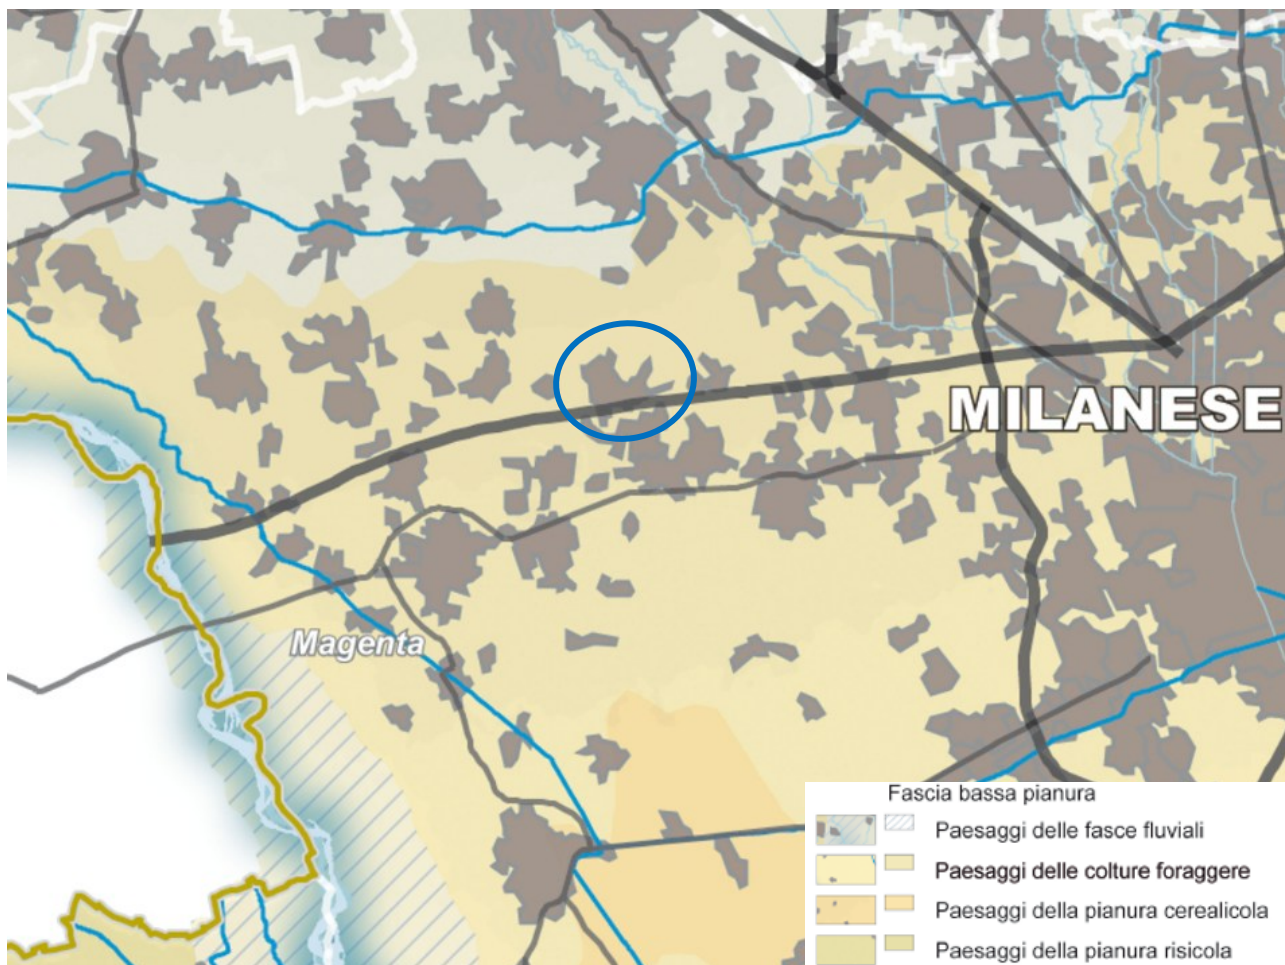 MILANESE
Magenta
Fascia bassa pianura
Paesaggi delle fasce fluviali
Paesaggi delle colture foraggere
Paesaggi della pianura cerealicola
Paesaggi della pianura risicola